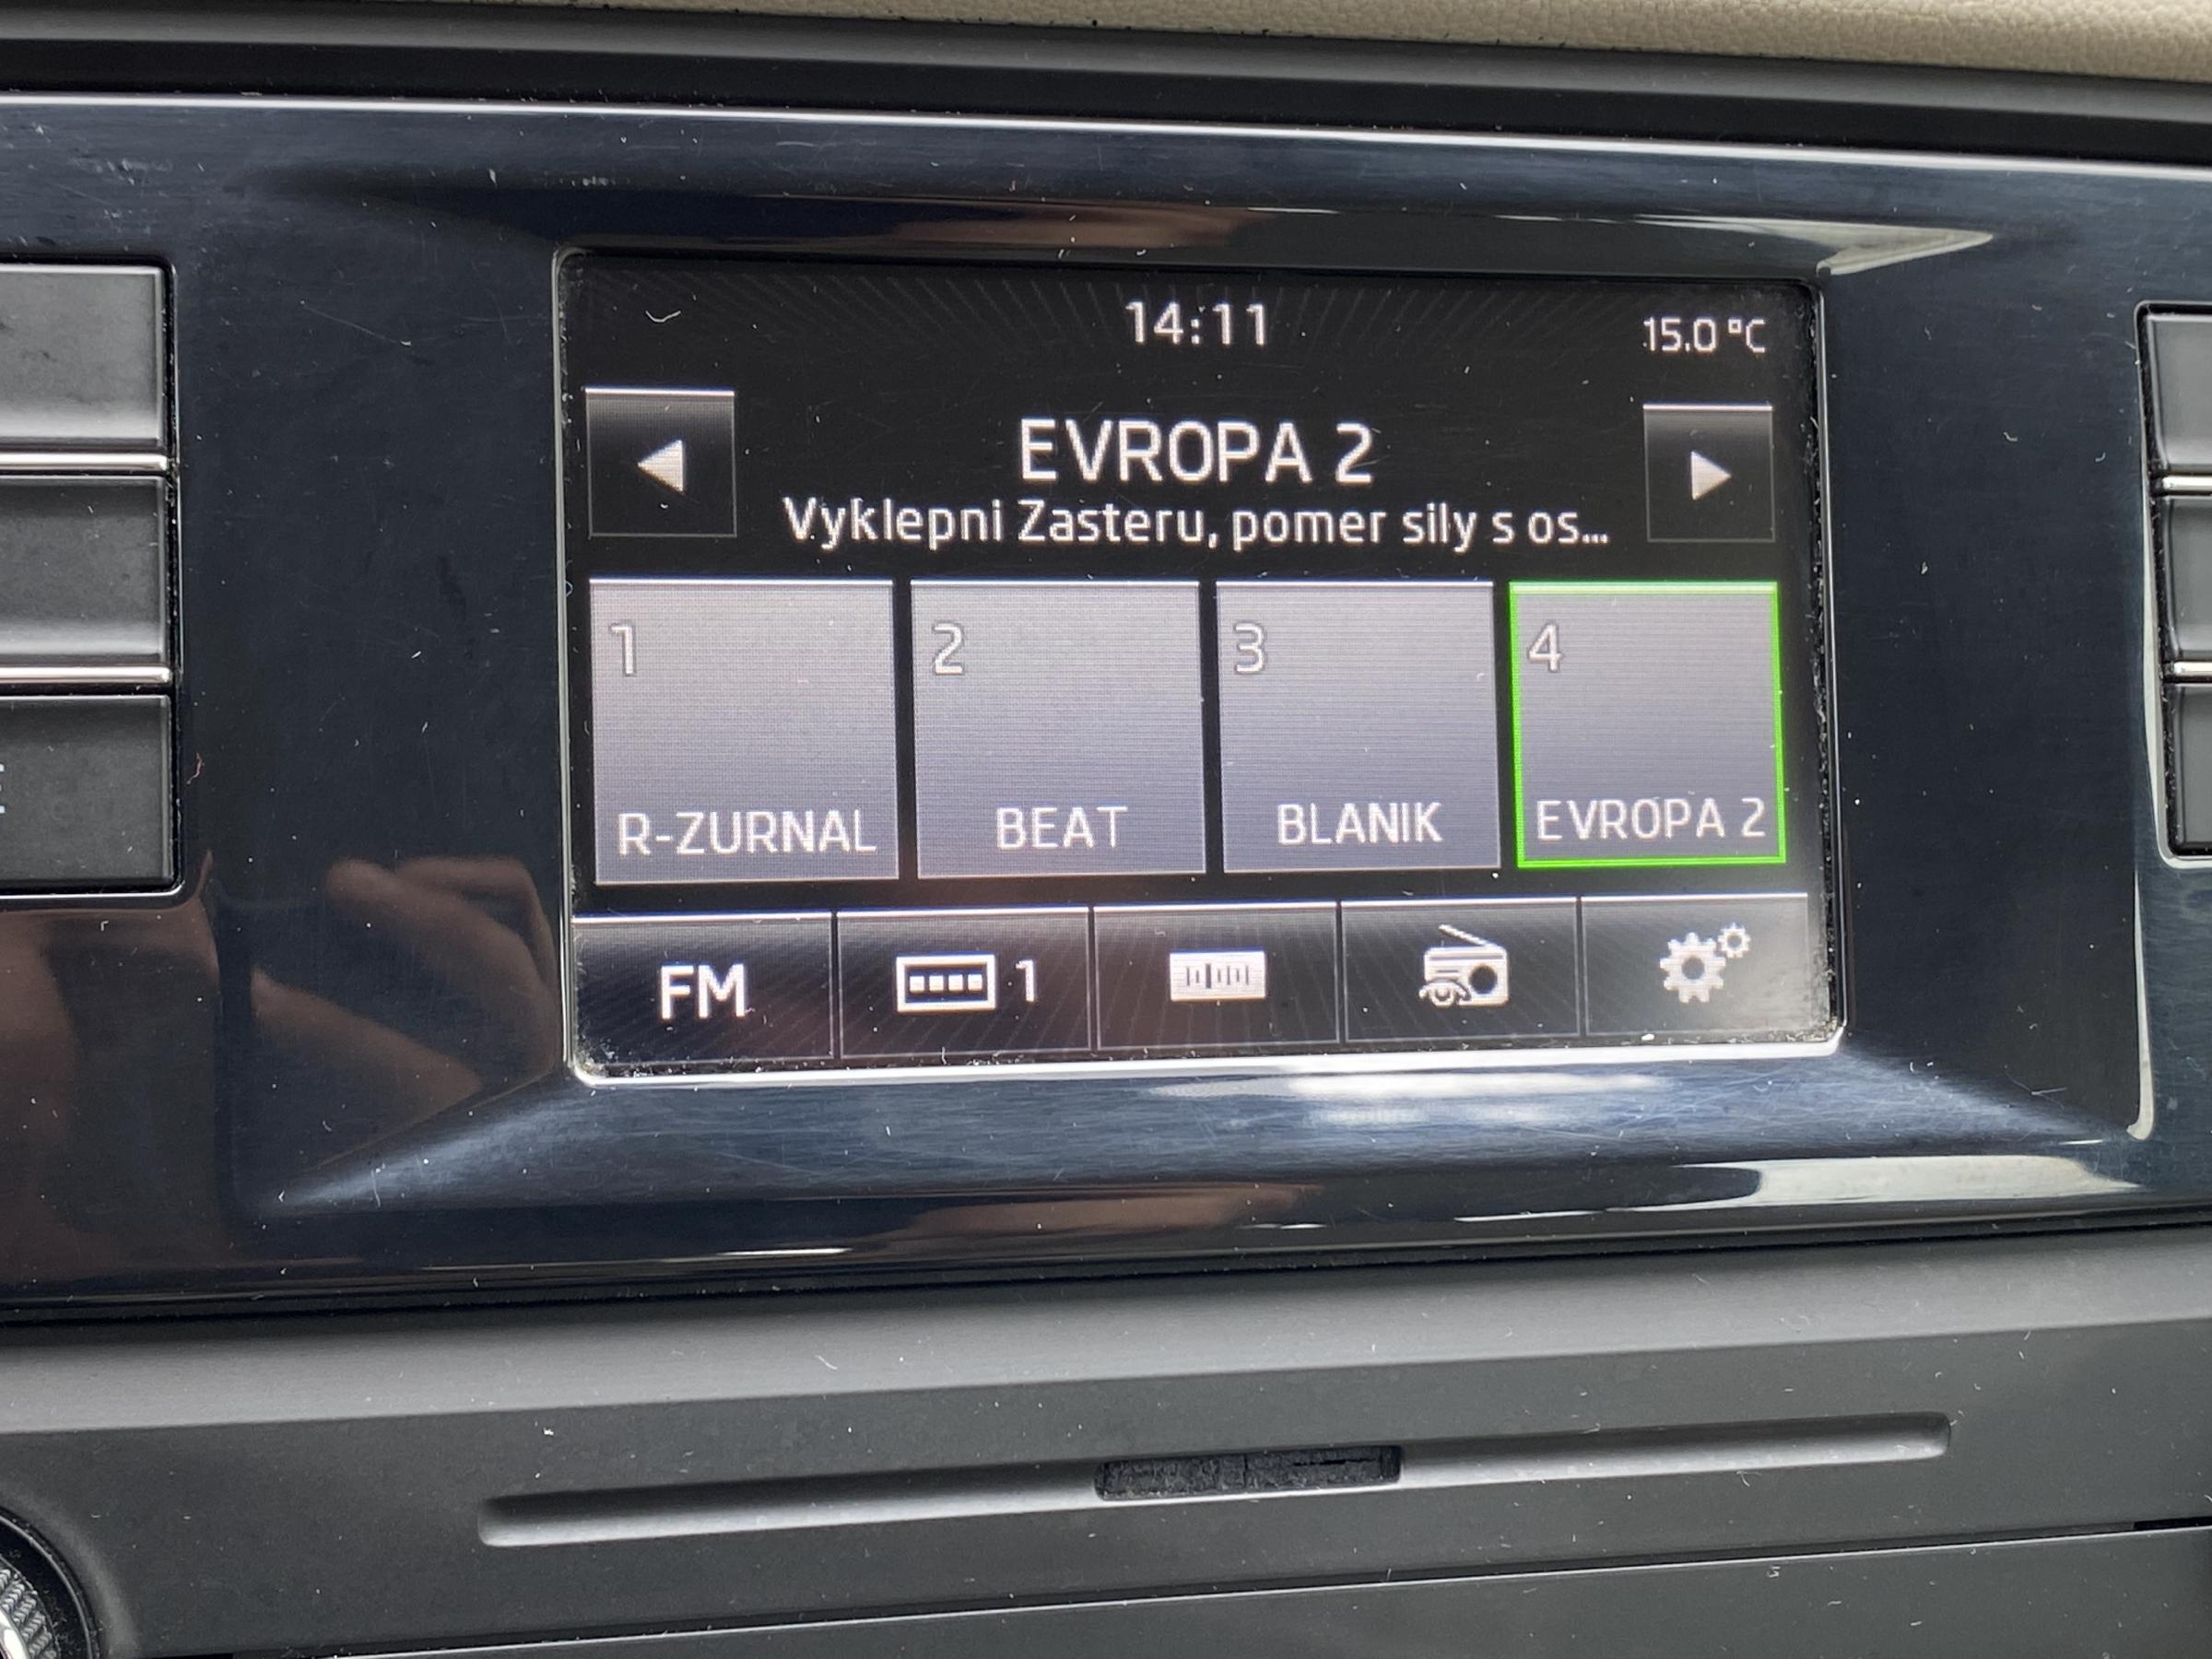 14:11
15.0 °C
EVROPA 2
Vyklepni Zasteru, pomer sily s os...
1
2
3
4
R-ZURNAL
BEAT
BLANIK
EVROPA 2
FM
1